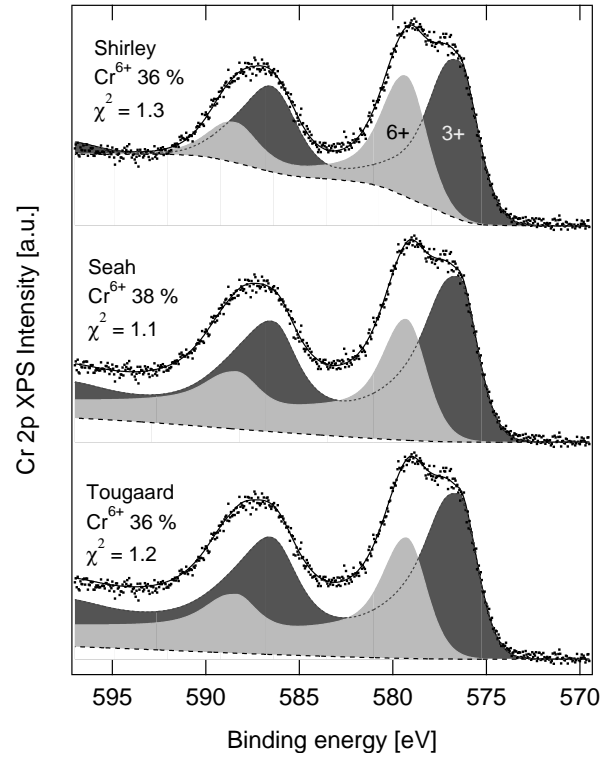 Cr 2p XPS Intensity [a.u.]
Shirley
Cr⁶⁺ 36 %
χ² = 1.3
6+
3+
Seah
Cr⁶⁺ 38 %
χ² = 1.1
Tougaard
Cr⁶⁺ 36 %
χ² = 1.2
595 590 585 580 575 570
Binding energy [eV]